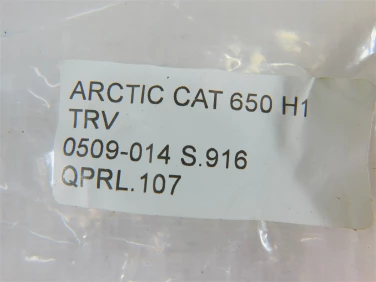 ARCTIC CAT 650 H1
TRV
0509-014 S.916
QPRL.107